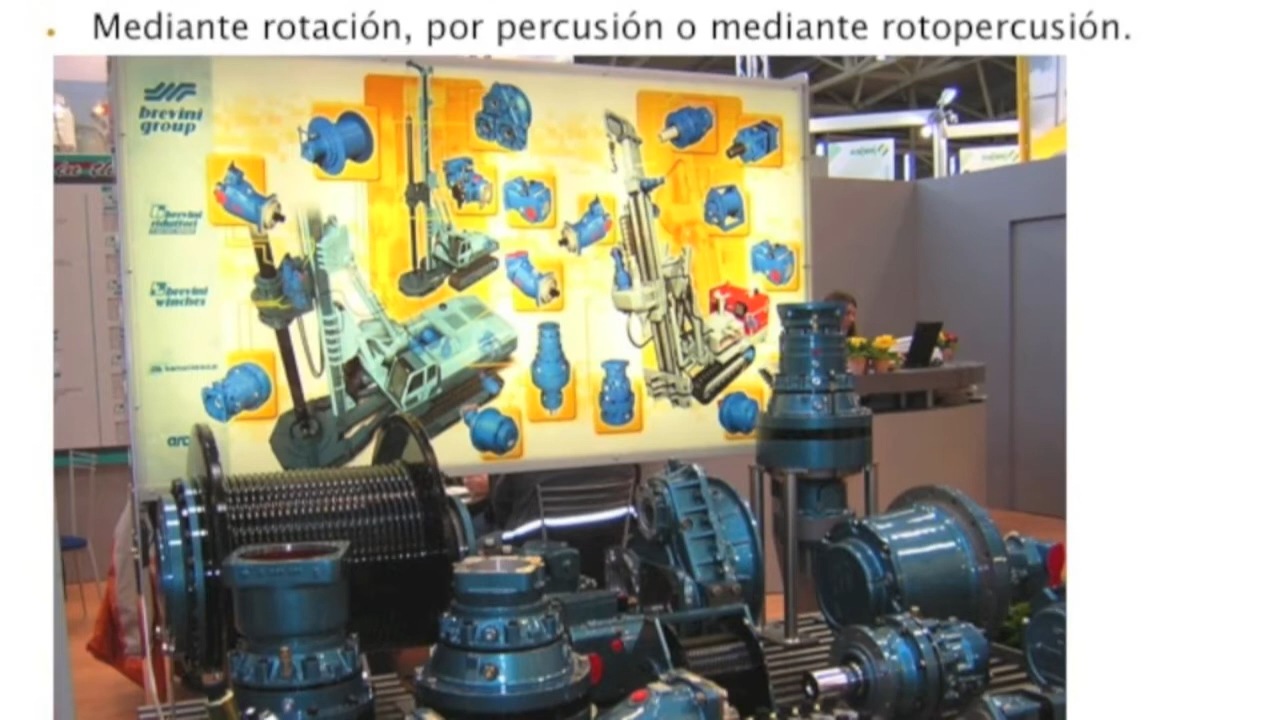 • Mediante rotación, por percusión o mediante rotopercusión.
brevini
group
brevini
riduttori
brevini
winches